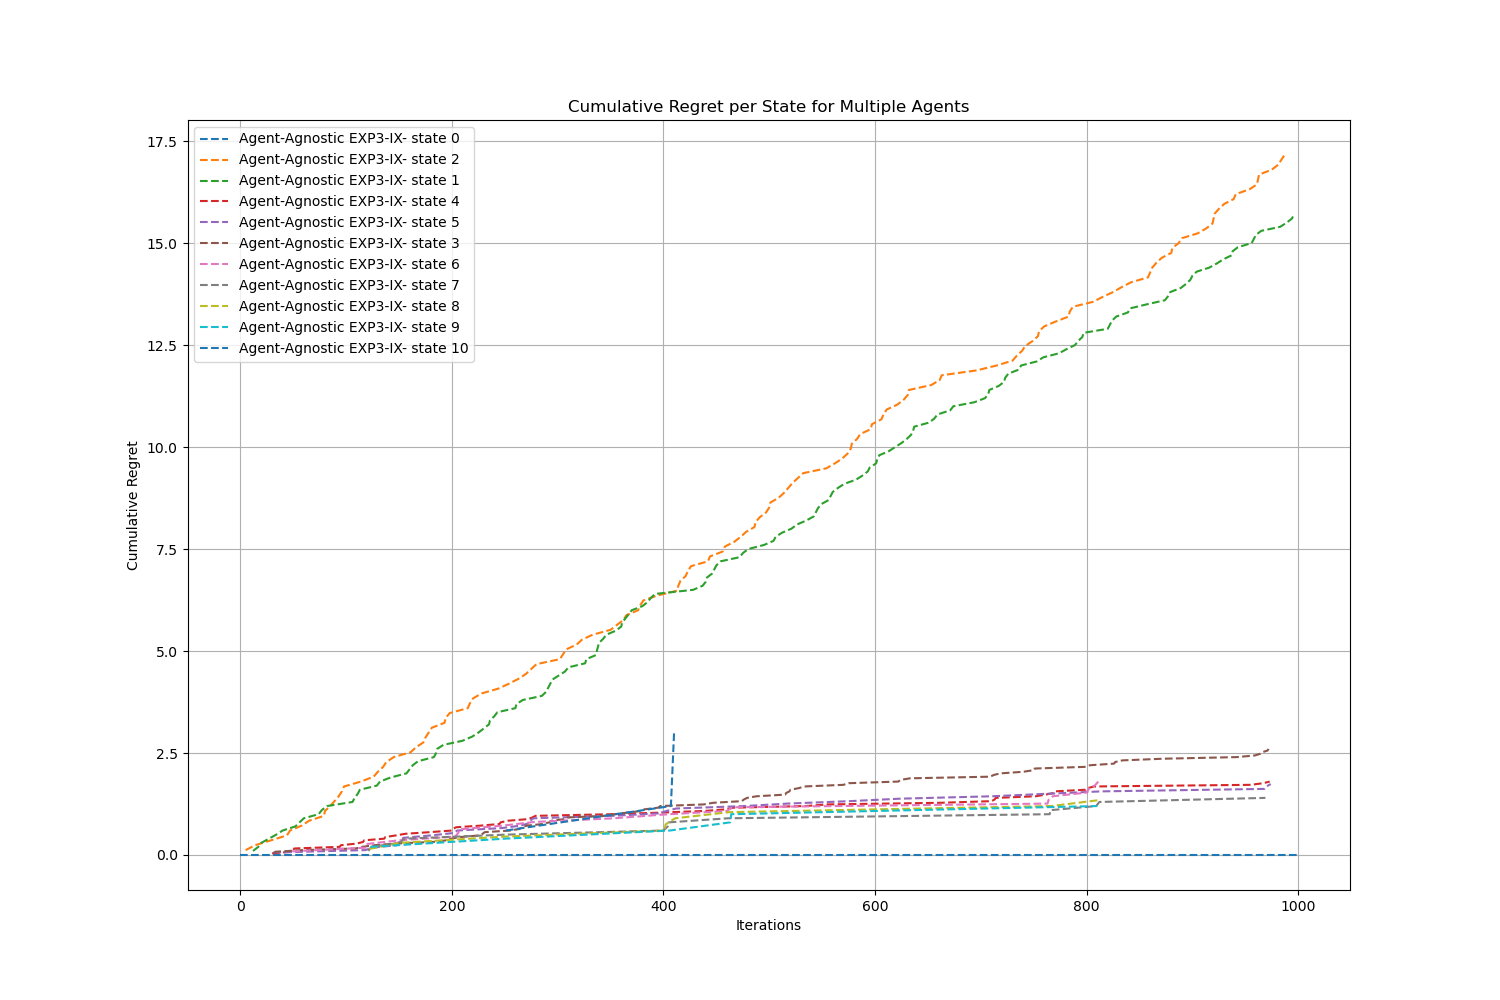 Cumulative Regret per State for Multiple Agents
17.5
15.0
12.5
10.0
7.5
5.0
2.5
0.0
Cumulative Regret
Agent-Agnostic EXP3-IX- state 0
Agent-Agnostic EXP3-IX- state 2
Agent-Agnostic EXP3-IX- state 1
Agent-Agnostic EXP3-IX- state 4
Agent-Agnostic EXP3-IX- state 5
Agent-Agnostic EXP3-IX- state 3
Agent-Agnostic EXP3-IX- state 6
Agent-Agnostic EXP3-IX- state 7
Agent-Agnostic EXP3-IX- state 8
Agent-Agnostic EXP3-IX- state 9
Agent-Agnostic EXP3-IX- state 10
0 200 400 600 800 1000
Iterations